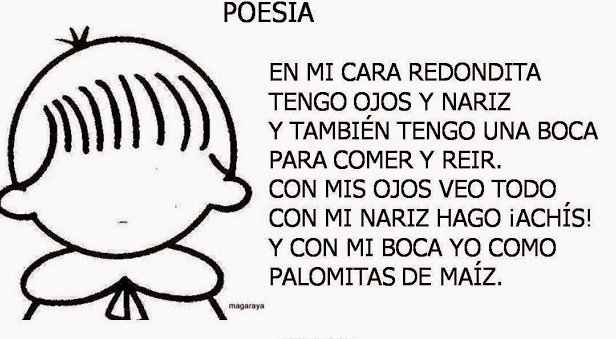 POESIA
EN MI CARA REDONDITA
TENGO OJOS Y NARIZ
Y TAMBIÉN TENGO UNA BOCA
PARA COMER Y REIR.
CON MIS OJOS VEO TODO
CON MI NARIZ HAGO ¡ACHÍS!
Y CON MI BOCA YO COMO
PALOMITAS DE MAÍZ.
magaraya